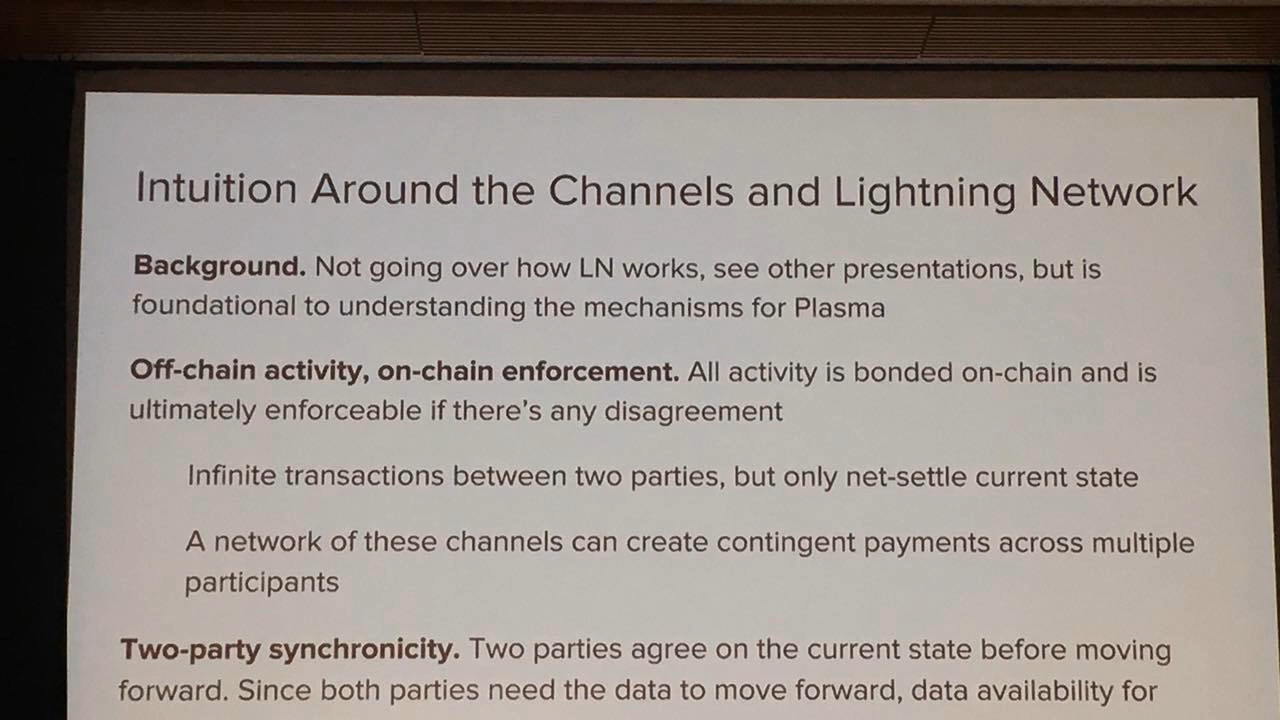 Intuition Around the Channels and Lightning Network
Background. Not going over how LN works, see other presentations, but is
foundational to understanding the mechanisms for Plasma
Off-chain activity, on-chain enforcement. All activity is bonded on-chain and is
ultimately enforceable if there's any disagreement
Infinite transactions between two parties, but only net-settle current state
A network of these channels can create contingent payments across multiple
participants
Two-party synchronicity. Two parties agree on the current state before moving
forward. Since both parties need the data to move forward, data availability for